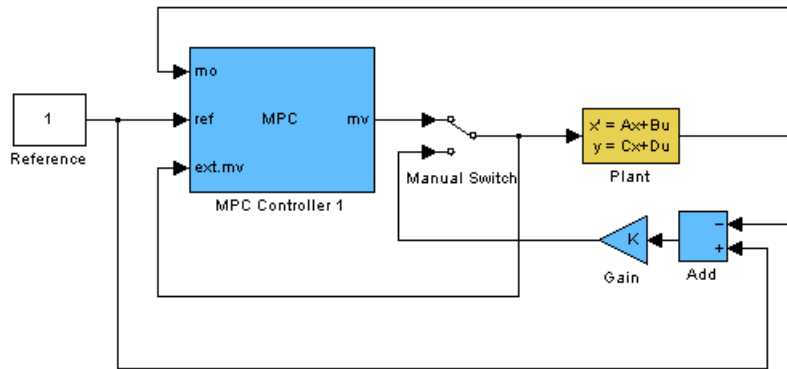 mo
1
ref
MPC
mv
x' = Ax+Bu
y = Cx+Du
Reference
ext.mv
Manual Switch
Plant
MPC Controller 1
−
+
K
Gain
Add